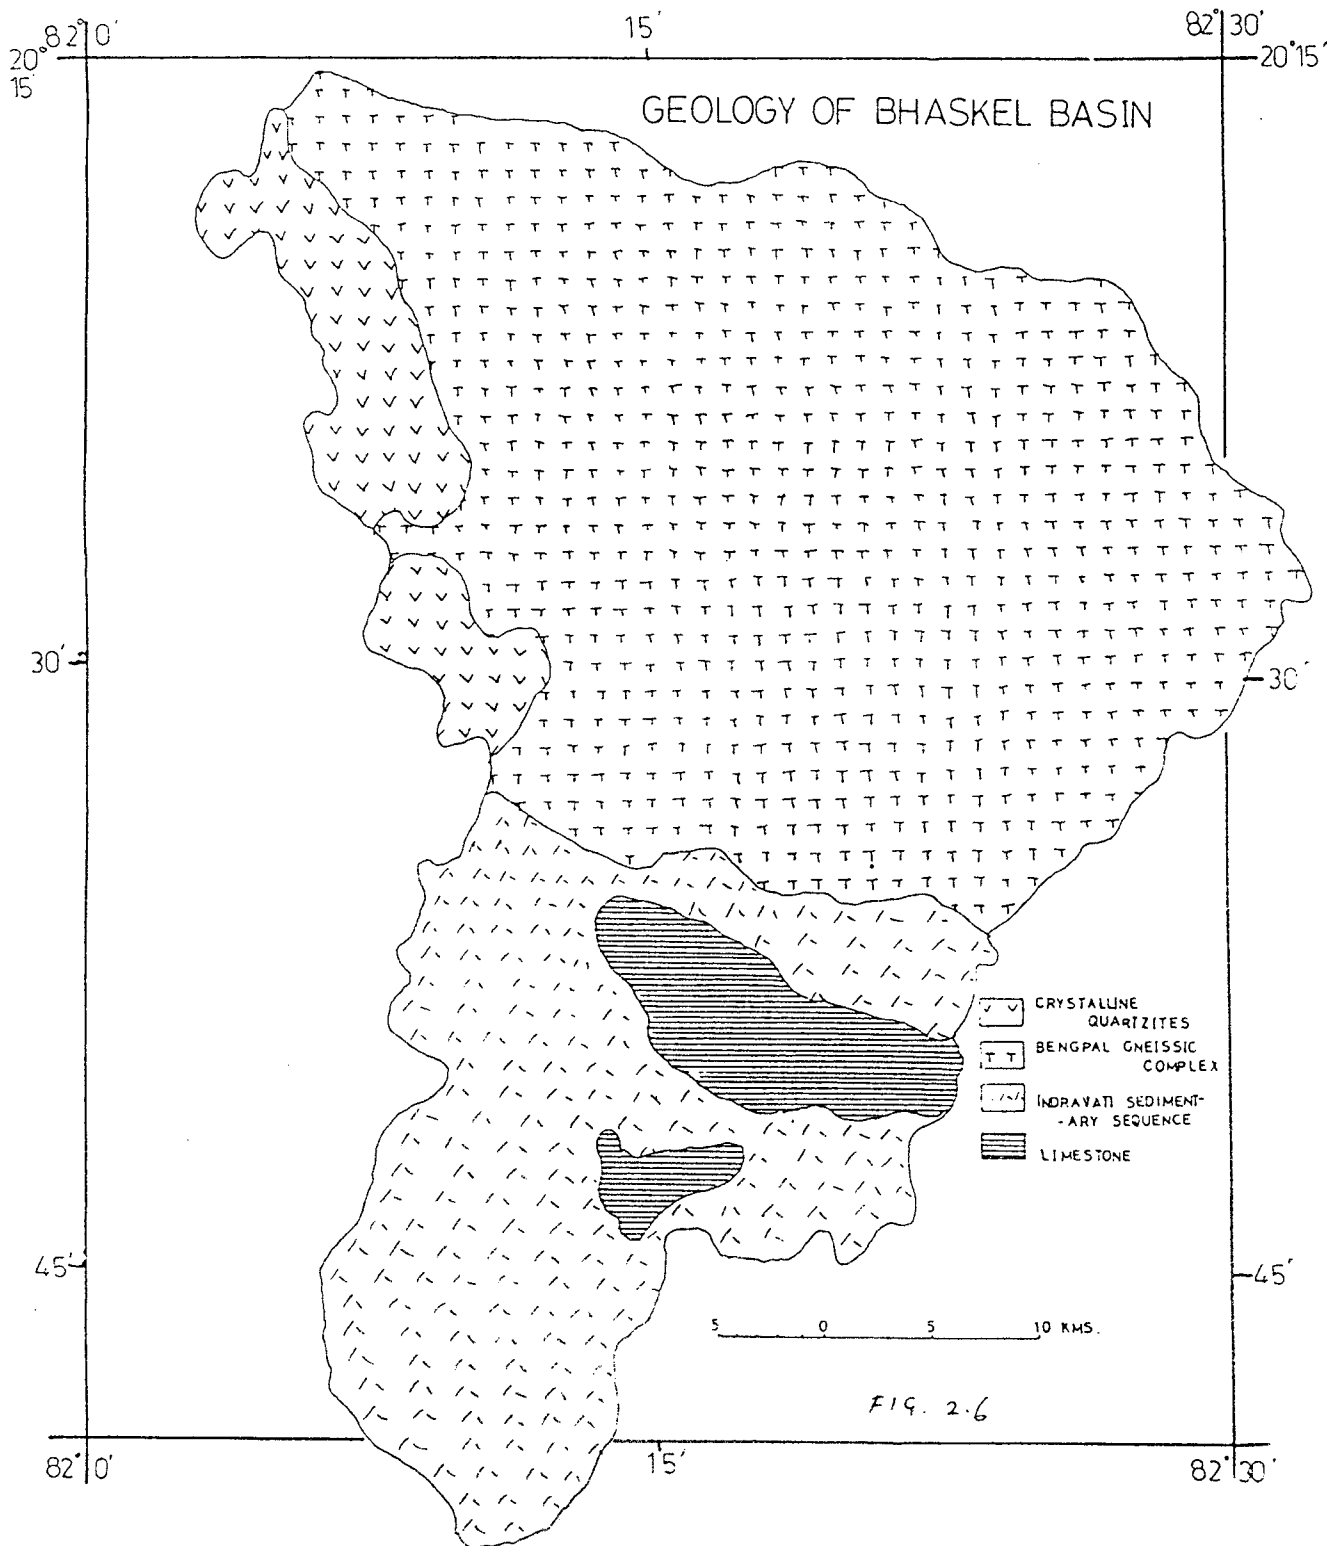 82°0′ 15′ 82°30′
20°15′ 20°15′
GEOLOGY OF BHASKEL BASIN
30′ 30′
CRYSTALLINE
QUARTZITES
BENGPAL GNEISSIC
COMPLEX
INDRAVATI SEDIMENT-
-ARY SEQUENCE
LIMESTONE
45′ 45′
5 0 5 10 KMS.
FIG. 2.6
82°0′ 15′ 82°30′